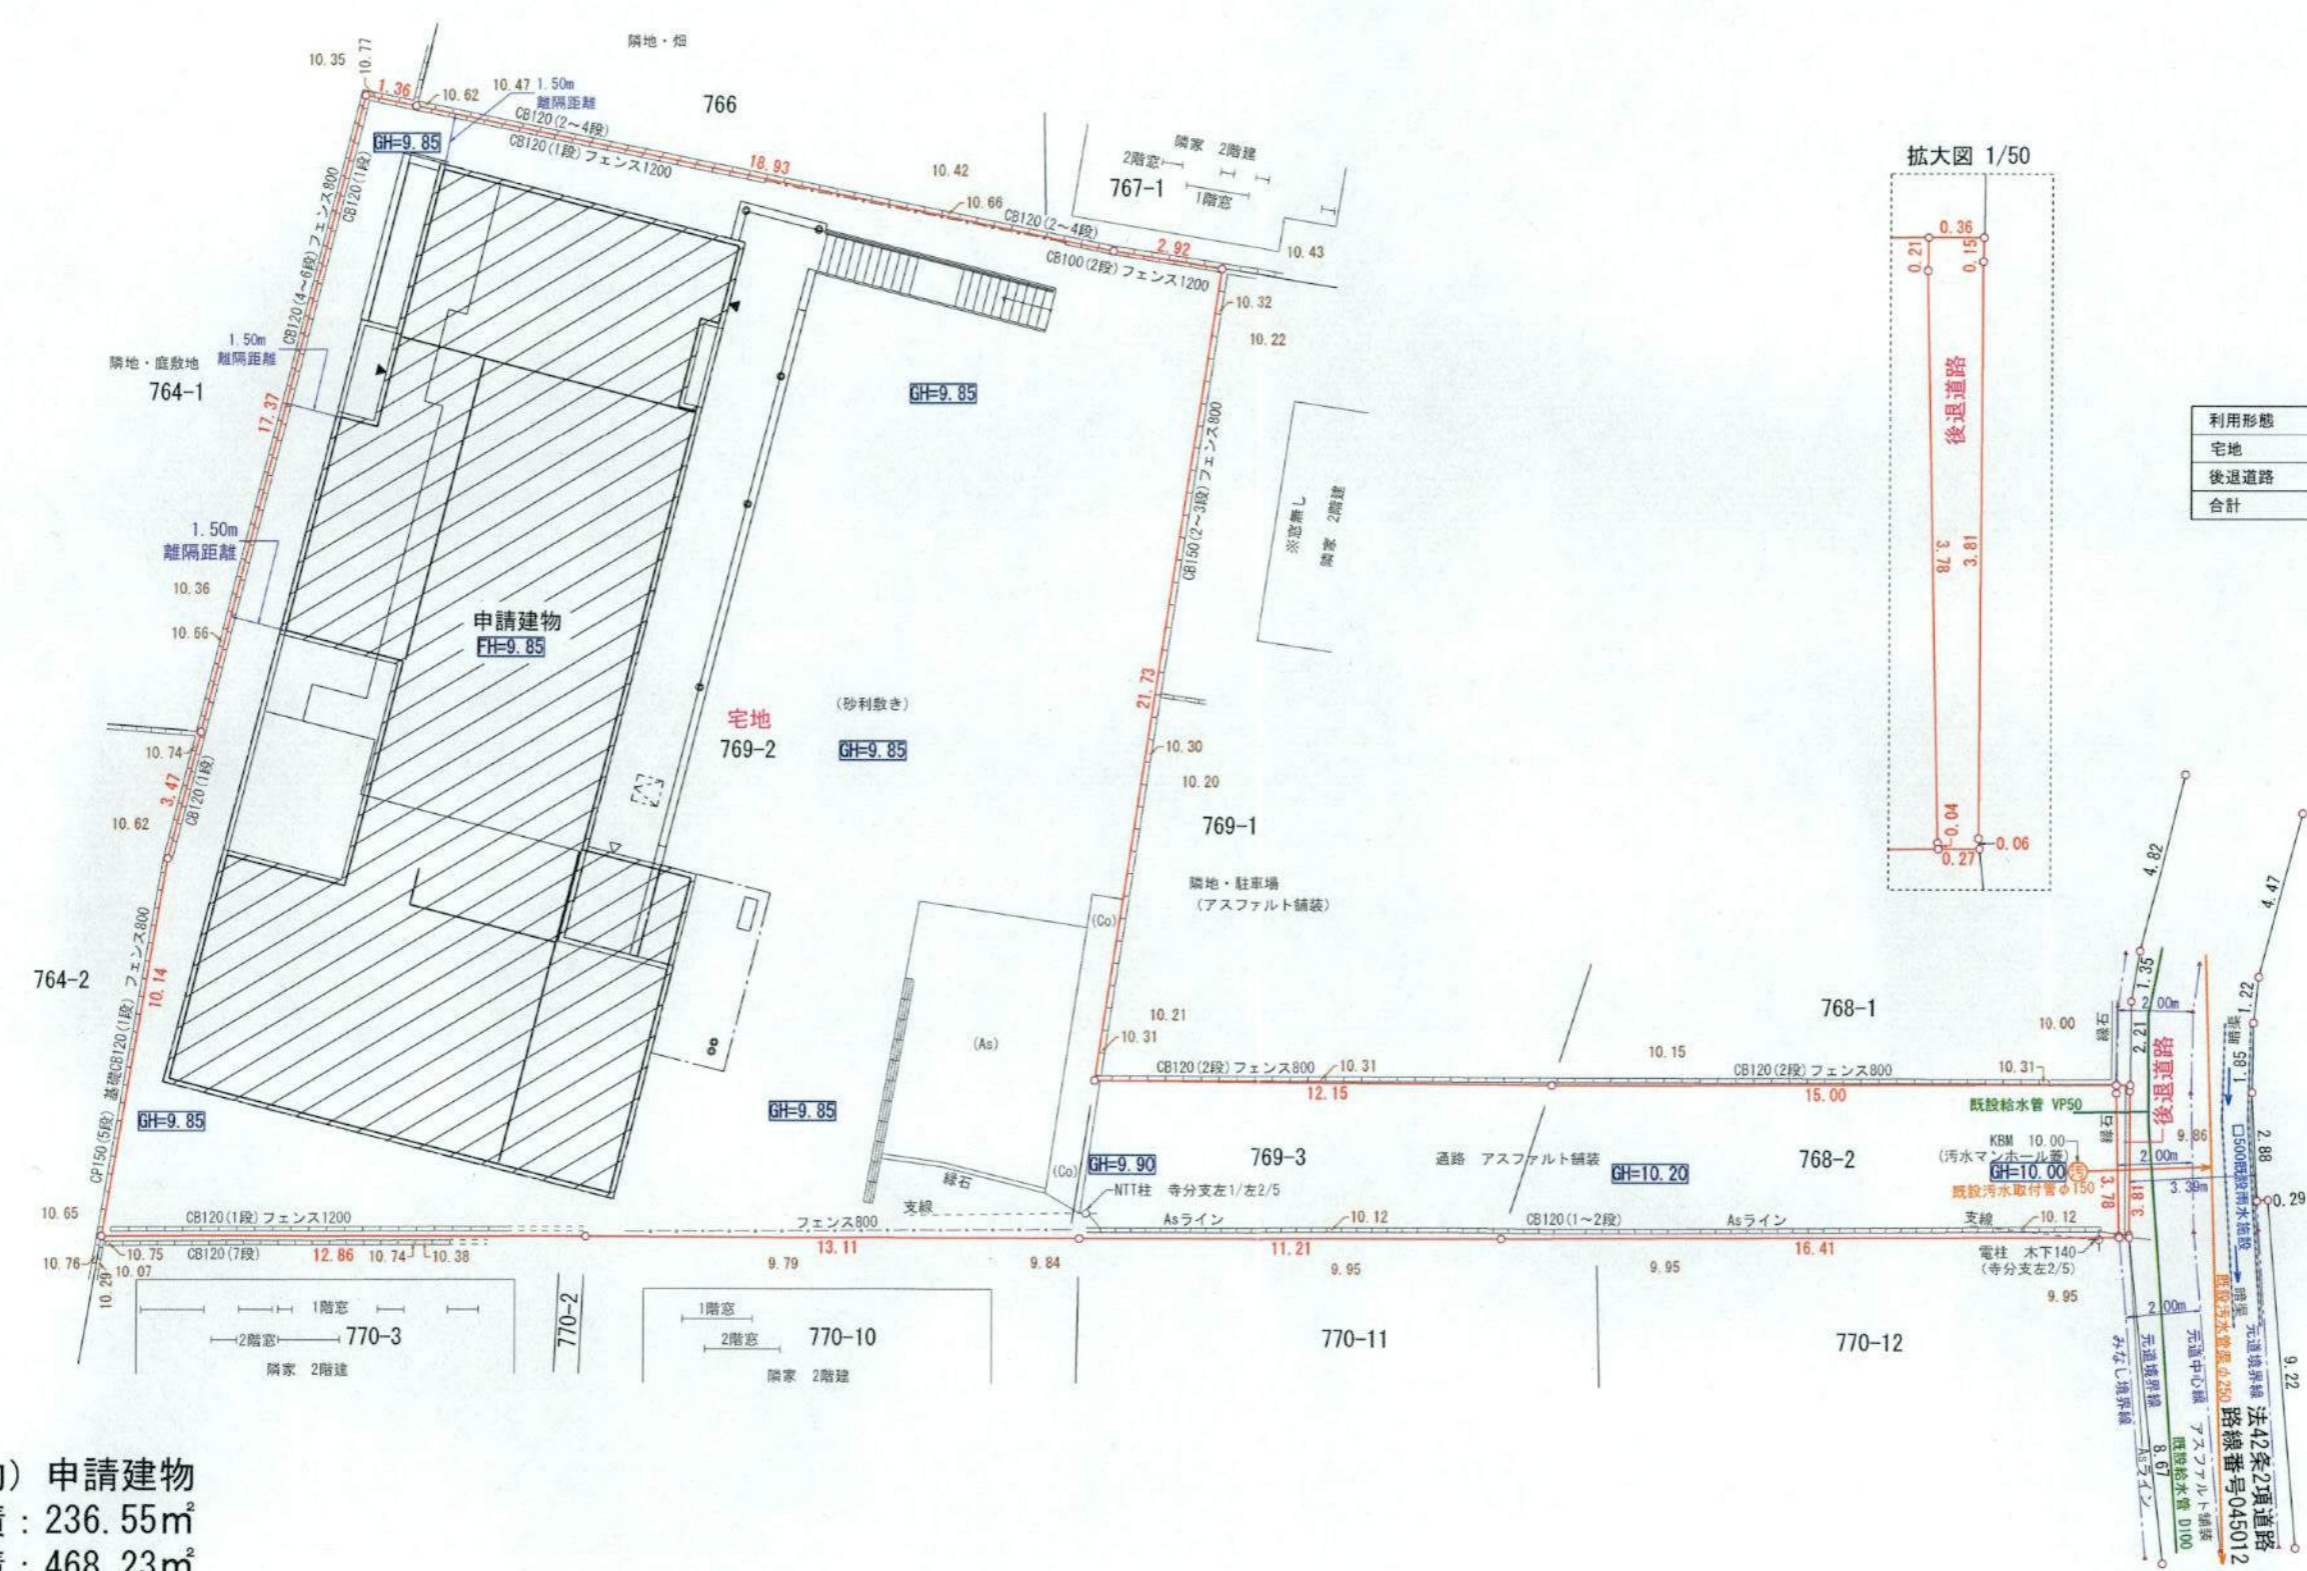 隣地・畑
10.35
10.77
1.36
10.62
10.47
1.50m
離隔距離
766
CB120(2～4段)
CB120(1段)フェンス1200
18.93
GH=9.85
CB120(4～6段)フェンス800
CB120(1段)
10.42
10.66
CB120(2～4段)
隣家 2階建
2階窓
767-1
1階窓
2.92
CB100(2段)フェンス1200
10.43
10.32
10.22
拡大図 1/50
0.36
0.21
0.15
後退道路
3.78
3.81
0.04
0.06
0.27
利用形態
宅地
後退道路
合計
隣地・庭敷地
764-1
1.50m
離隔距離
17.37
GH=9.85
CB150(2～3段)フェンス800
※窓無し
隣家 2階建
1.50m
離隔距離
10.36
10.66
申請建物
FH=9.85
宅地
769-2
(砂利敷き)
GH=9.85
21.73
10.30
10.20
769-1
隣地・駐車場
(アスファルト舗装)
10.74
3.47
CB120(1段)
10.62
764-2
CP150(5段) 基礎CB120(1段) フェンス800
10.14
GH=9.85
GH=9.85
(Co)
(As)
(Co)
縁石
支線
10.21
10.31
CB120(2段)フェンス800
10.31
12.15
768-1
10.15
10.00
CB120(2段)フェンス800
10.31
15.00
既設給水管 VP50
縁石
縁石
GH=9.90
769-3
通路 アスファルト舗装
GH=10.20
768-2
KBM 10.00
(汚水マンホール蓋)
GH=10.00
汚
既設汚水取付管φ150
NTT柱 寺分支左1/左2/5
Asライン
10.12
CB120(1～2段)
Asライン
支線
10.12
11.21
16.41
電柱 木下140
(寺分支左2/5)
9.95
9.95
9.95
10.65
10.76
10.75
10.07
10.29
CB120(1段)フェンス1200
CB120(7段)
12.86
10.74
10.38
フェンス800
13.11
9.79
9.84
1階窓
2階窓
770-3
隣家 2階建
770-2
1階窓
2階窓
770-10
隣家 2階建
770-11
770-12
4.82
4.47
1.35
2.00m
2.21
1.22
暗渠
1.85
後退道路
9.86
2.00m
3.39m
3.78
3.81
2.88
0.29
□500既設雨水施設
暗渠
2.00m
みなし境界線
元道境界線
元道中心線
元道境界線
既設汚水管渠φ250
アスファルト舗装
既設給水管 D100
Asライン
8.67
9.22
法42条2項道路
路線番号045012
申請建物
：236.55㎡
：468.23㎡